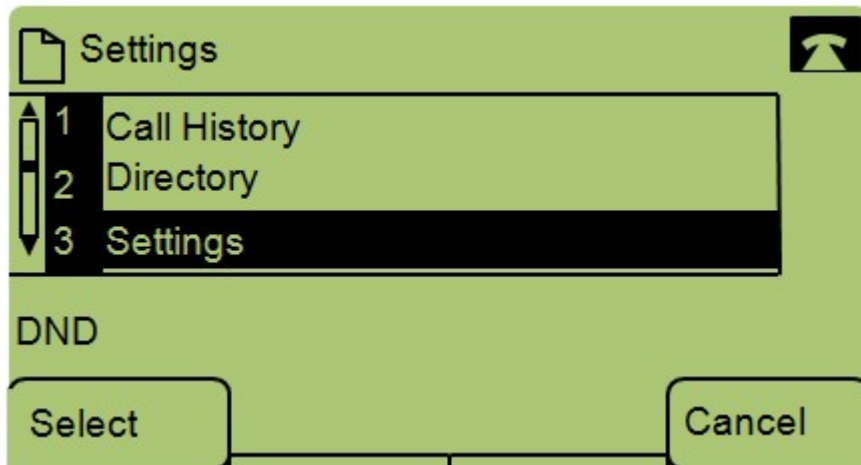 Settings
1 Call History
2 Directory
3 Settings
DND
Select Cancel